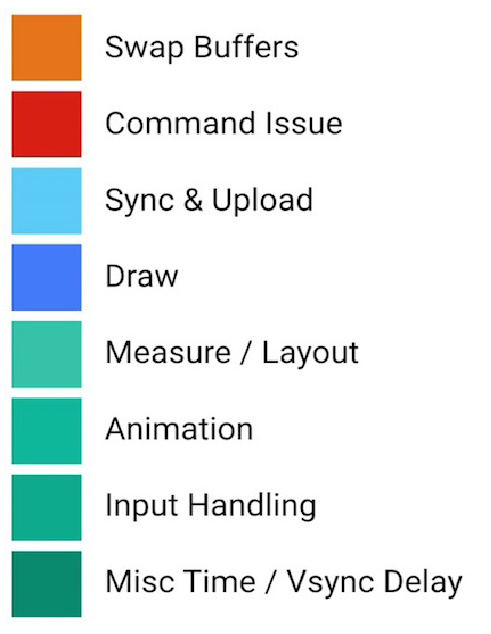 Swap Buffers
Command Issue
Sync & Upload
Draw
Measure / Layout
Animation
Input Handling
Misc Time / Vsync Delay